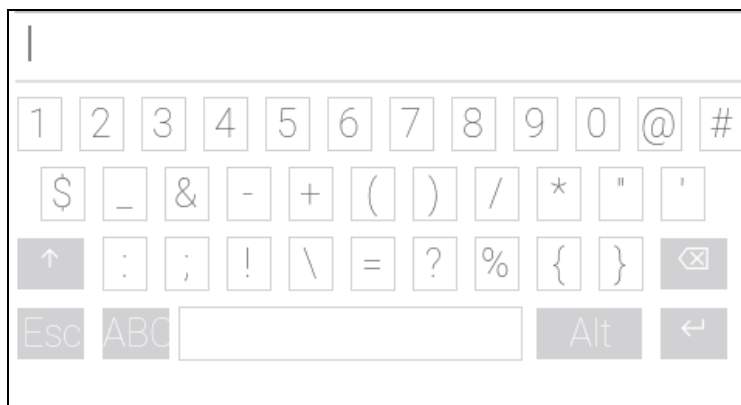 1 2 3 4 5 6 7 8 9 0 @ #
$ _ & - + ( ) / * " '
↑ : ; ! \ = ? % { } ⌫
Esc ABC Alt ↵